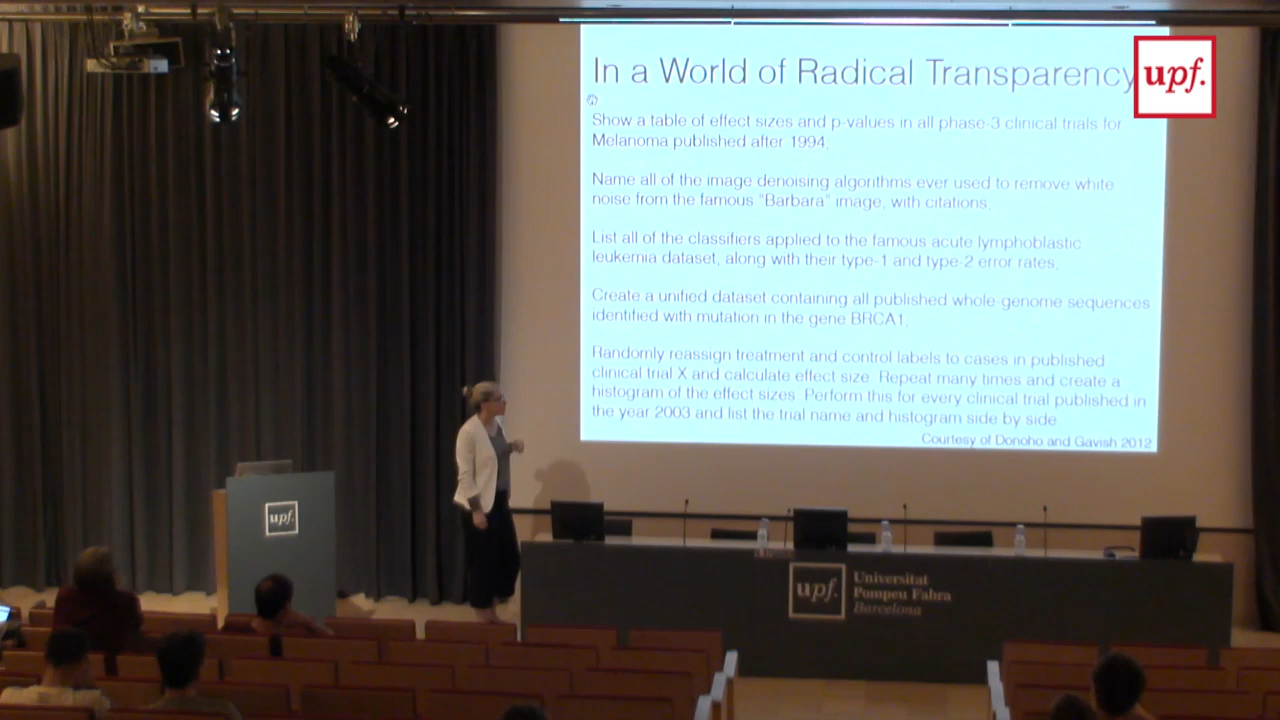 In a World of Radical Transparency
upf.
Show a table of effect sizes and p-values in all phase-3 clinical trials for
Melanoma published after 1994;
Name all of the image denoising algorithms ever used to remove white
noise from the famous "Barbara" image, with citations;
List all of the classifiers applied to the famous acute lymphoblastic
leukemia dataset, along with their type-1 and type-2 error rates;
Create a unified dataset containing all published whole-genome sequences
identified with mutation in the gene BRCA1;
Randomly reassign treatment and control labels to cases in published
clinical trial X and calculate effect size. Repeat many times and create a
histogram of the effect sizes. Perform this for every clinical trial published in
the year 2003 and list the trial name and histogram side by side.
Courtesy of Donoho and Gavish 2012
upf.
upf.
Universitat
Pompeu Fabra
Barcelona